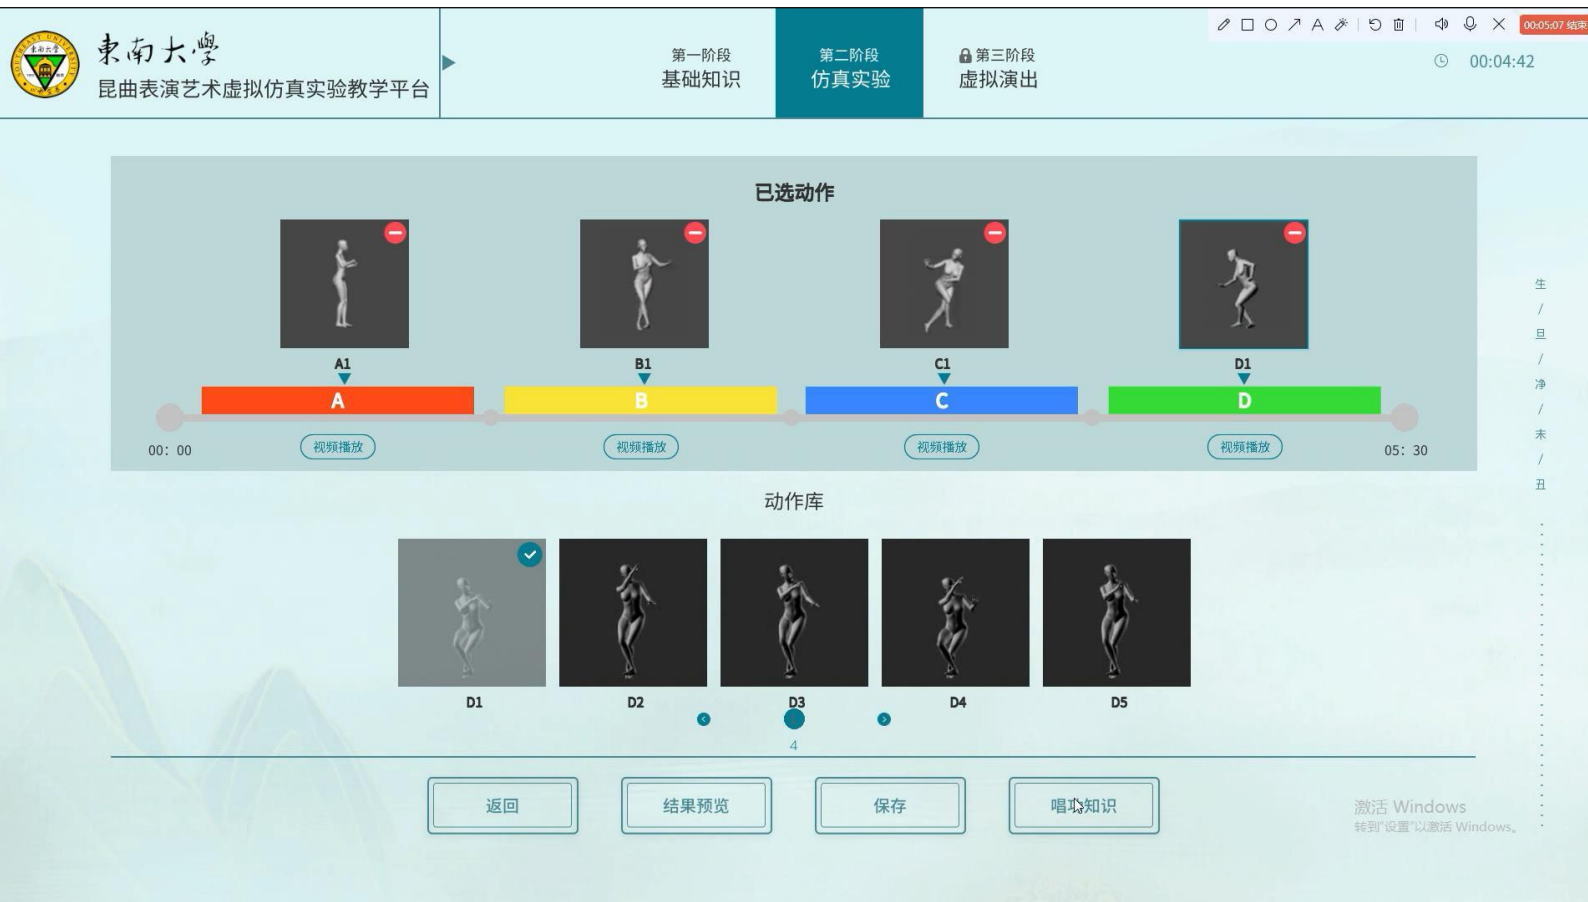 00:05:07 结束
東南大學
昆曲表演艺术虚拟仿真实验教学平台
第一阶段
基础知识
第二阶段
仿真实验
第三阶段
虚拟演出
00:04:42
已选动作
A1
B1
C1
D1
A
B
C
D
00：00
视频播放
视频播放
视频播放
视频播放
05：30
生
/
旦
/
净
/
末
/
丑
动作库
D1
D2
D3
D4
D5
4
返回
结果预览
保存
唱功知识
激活 Windows
转到"设置"以激活 Windows。